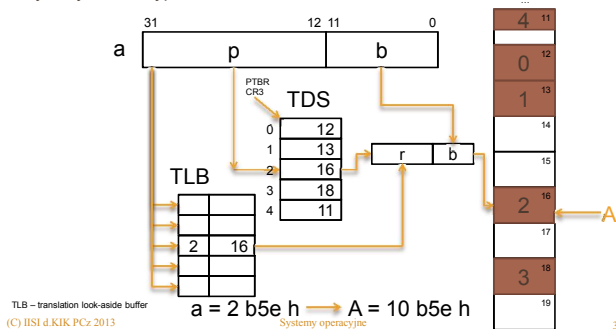 ...
31 12 11 0
a p b
4 11
0 12
1 13
14
15
2 16
17
3 18
19
PTBR
CR3
TDS
0 12
1 13
2 16
3 18
4 11
r b
TLB
2 16
A
TLB – translation look-aside buffer
a = 2 b5e h A = 10 b5e h
(C) IISI d.KIK PCz 2013
Systemy operacyjne